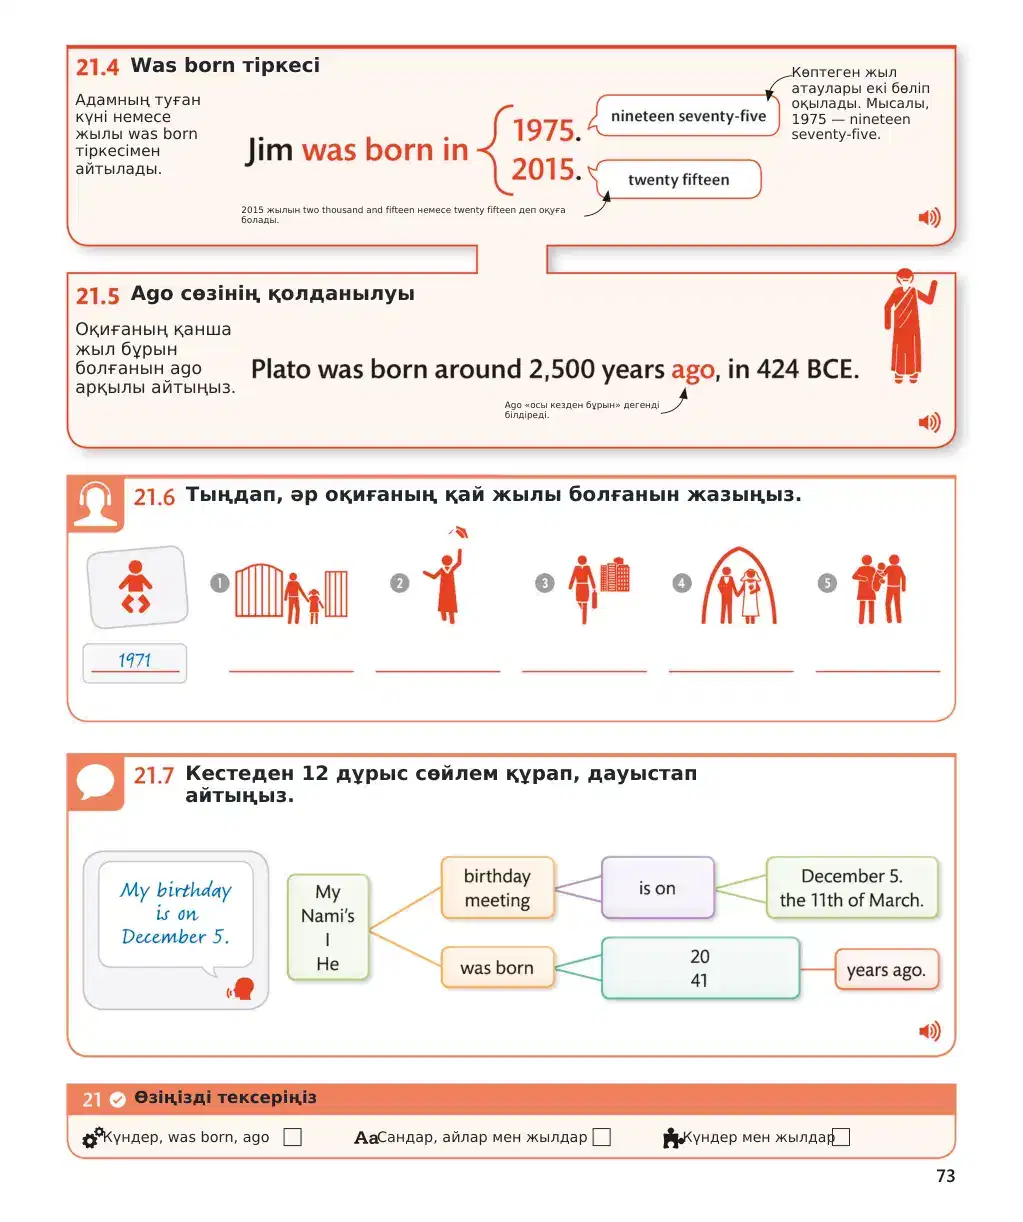 21.4 Was born тіркесі
Адамның туған
күні немесе
жылы was born
тіркесімен
айтылады.
Jim was born in
1975.
2015.
nineteen seventy-five
twenty fifteen
Көптеген жыл
атаулары екі бөліп
оқылады. Мысалы,
1975 — nineteen
seventy-five.
2015 жылын two thousand and fifteen немесе twenty fifteen деп оқуға
болады.
21.5 Ago сөзінің қолданылуы
Оқиғаның қанша
жыл бұрын
болғанын ago
арқылы айтыңыз.
Plato was born around 2,500 years ago, in 424 BCE.
Ago «осы кезден бұрын» дегенді
білдіреді.
21.6 Тыңдап, әр оқиғаның қай жылы болғанын жазыңыз.
1
2
3
4
5
1971
21.7 Кестеден 12 дұрыс сөйлем құрап, дауыстап
айтыңыз.
My birthday
is on
December 5.
My
Nami's
I
He
birthday
meeting
is on
December 5.
the 11th of March.
was born
20
41
years ago.
21 Өзіңізді тексеріңіз
Күндер, was born, ago
Aa Сандар, айлар мен жылдар
Күндер мен жылдар
73